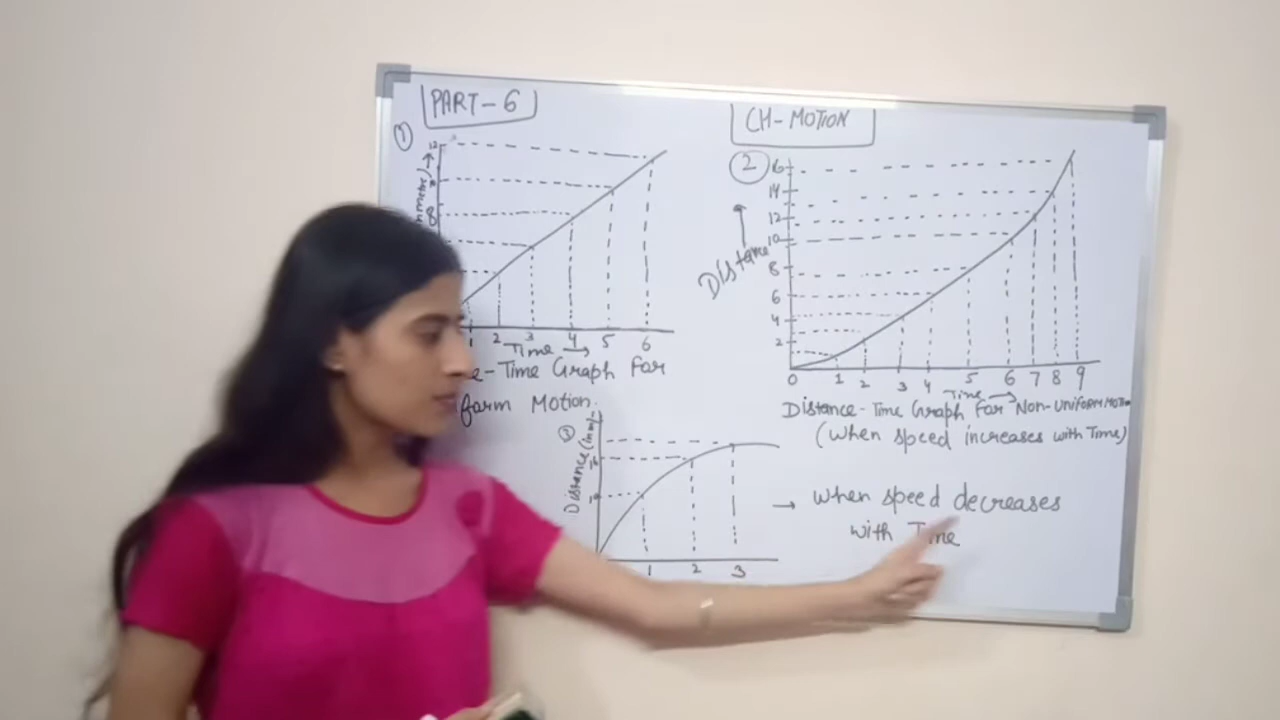 PART-6
CH-MOTION
①
12
8
2 3 4 5 6
Time →
-Time Graph For
form Motion.
②
Distance
16
14
12
10
8
6
4
2
0 1 2 3 4 5 6 7 8 9
Time →
Distance-Time Graph For Non-Uniform Motion
(When speed increases with Time)
③
Distance (in m)
1 2 3
→ When speed decreases
with Time